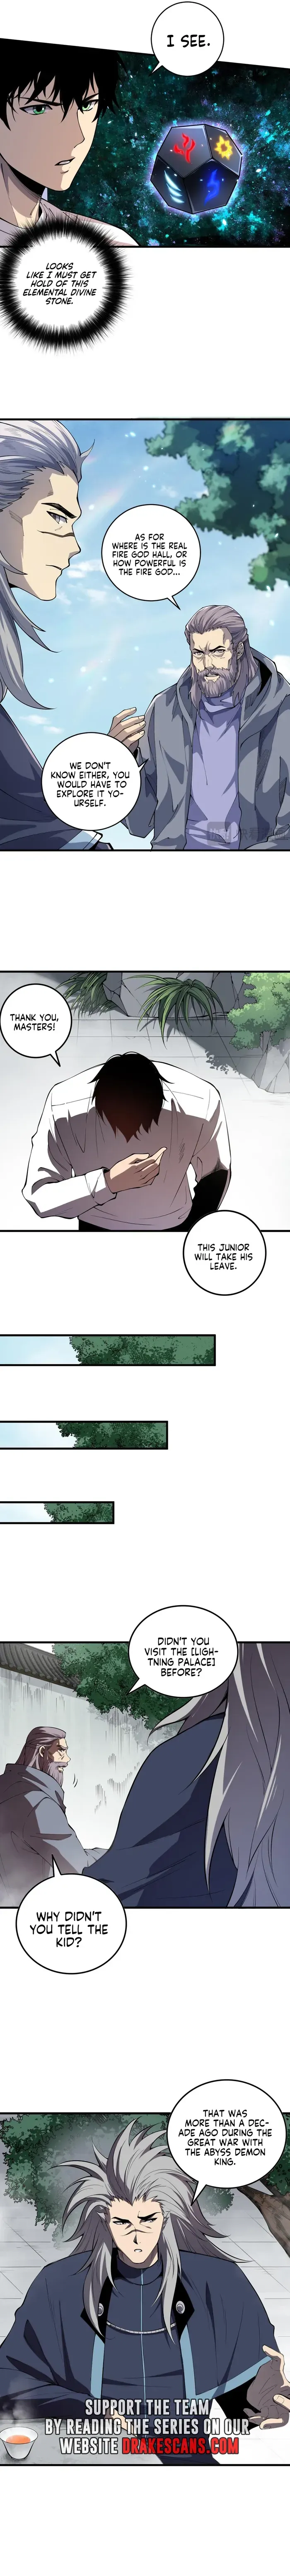 I SEE.
LOOKS
LIKE I MUST GET
HOLD OF THIS
ELEMENTAL DIVINE
STONE.
AS FOR
WHERE IS THE REAL
FIRE GOD HALL, OR
HOW POWERFUL IS
THE FIRE GOD...
WE DON'T
KNOW EITHER, YOU
WOULD HAVE TO
EXPLORE IT YO-
URSELF.
THANK YOU,
MASTERS!
THIS JUNIOR
WILL TAKE HIS
LEAVE.
DIDN'T YOU
VISIT THE [LIGH-
TNING PALACE]
BEFORE?
WHY DIDN'T
YOU TELL THE
KID?
THAT WAS
MORE THAN A DEC-
ADE AGO DURING THE
GREAT WAR WITH
THE ABYSS DEMON
KING.
SUPPORT THE TEAM
BY READING THE SERIES ON OUR
WEBSITE DRAKESCANS.COM